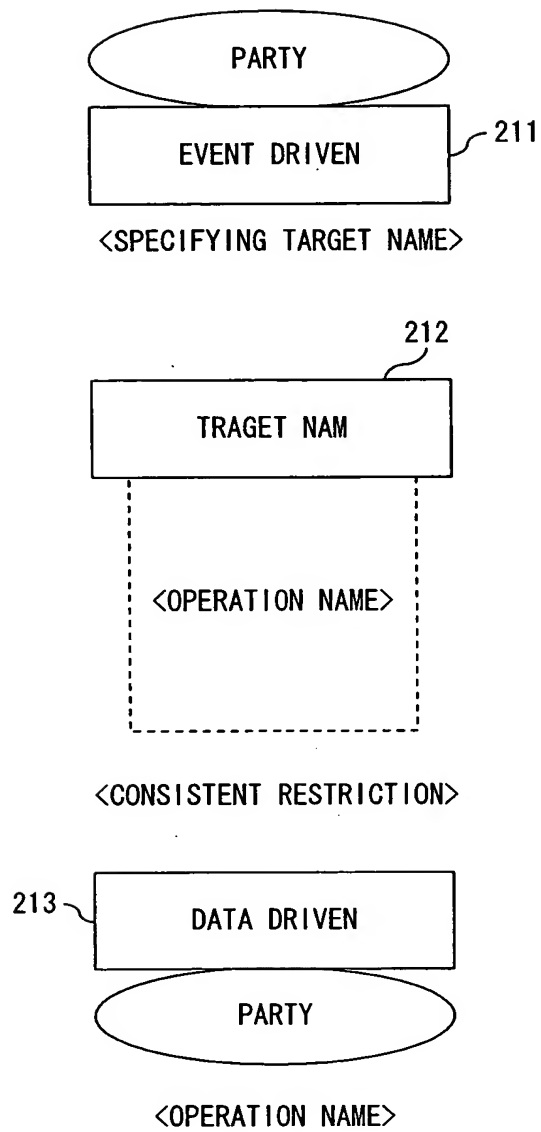 PARTY
EVENT DRIVEN
211
<SPECIFYING TARGET NAME>
212
TRAGET NAM
<OPERATION NAME>
<CONSISTENT RESTRICTION>
213
DATA DRIVEN
PARTY
<OPERATION NAME>